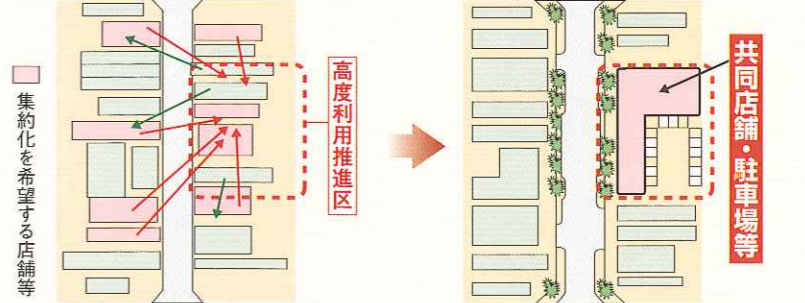 集約化を希望する店舗等
高度利用推進区
共同店舗・駐車場等